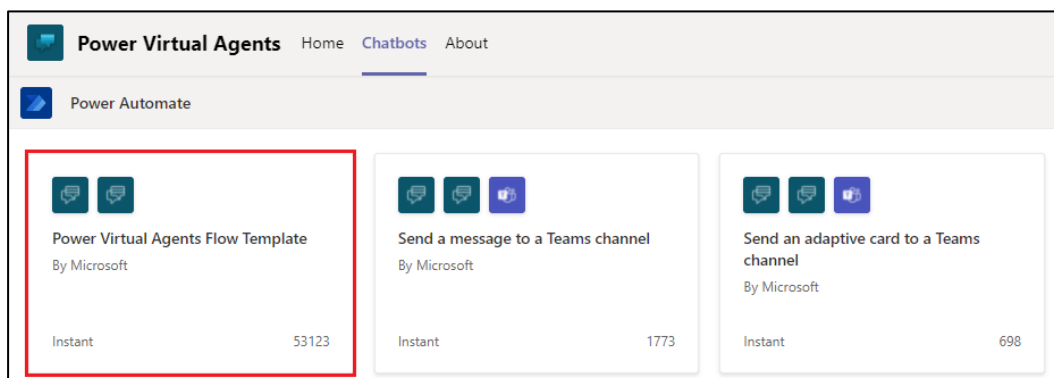 Power Virtual Agents Home Chatbots About
Power Automate
Power Virtual Agents Flow Template
By Microsoft
Instant 53123
Send a message to a Teams channel
By Microsoft
Instant 1773
Send an adaptive card to a Teams
channel
By Microsoft
Instant 698